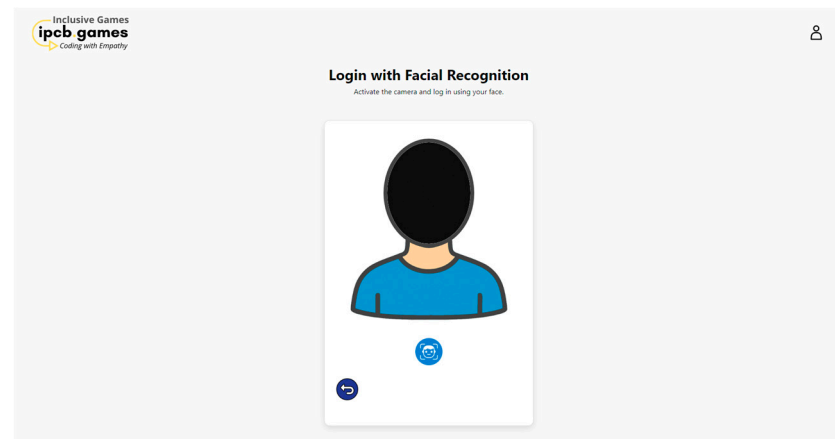 Inclusive Games
ipcb.games
Coding with Empathy
Login with Facial Recognition
Activate the camera and log in using your face.